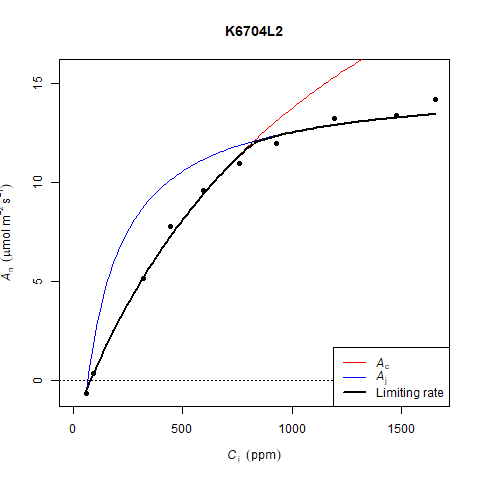 K6704L2
15
10
5
0
Aₙ (μmol m⁻² s⁻¹)
0 500 1000 1500
Cᵢ (ppm)
A꜀
Aⱼ
Limiting rate